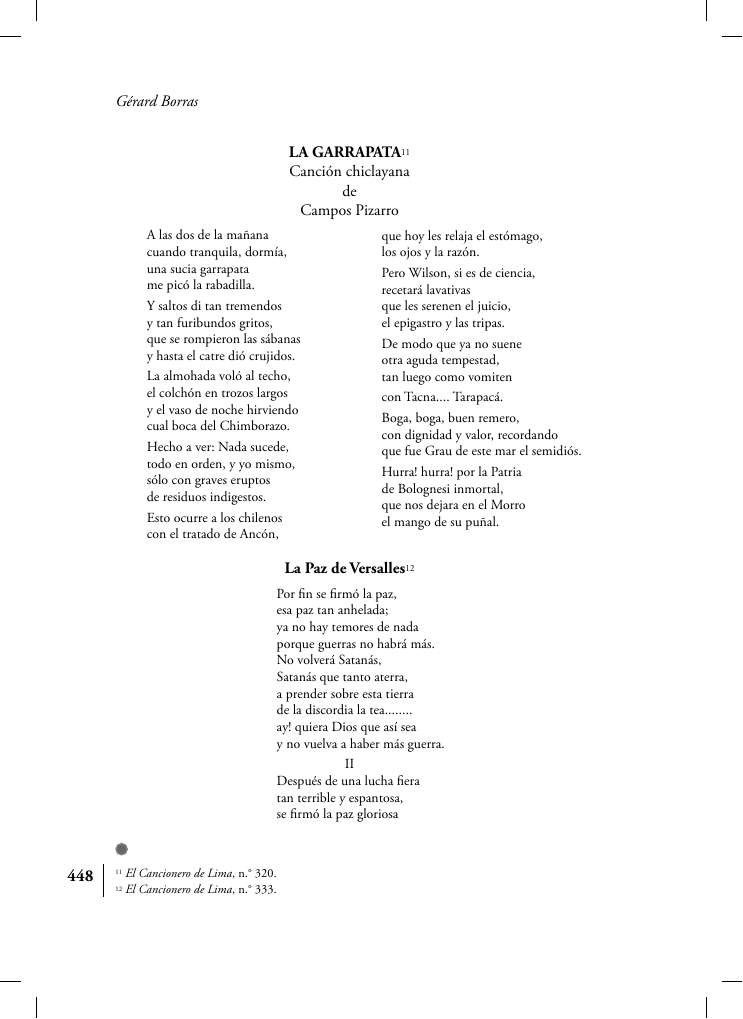 Gérard Borras
LA GARRAPATA11
Canción chiclayana
de
Campos Pizarro
A las dos de la mañana
cuando tranquila, dormía,
una sucia garrapata
me picó la rabadilla.
Y saltos di tan tremendos
y tan furibundos gritos,
que se rompieron las sábanas
y hasta el catre dió crujidos.
La almohada voló al techo,
el colchón en trozos largos
y el vaso de noche hirviendo
cual boca del Chimborazo.
Hecho a ver: Nada sucede,
todo en orden, y yo mismo,
sólo con graves eruptos
de residuos indigestos.
Esto ocurre a los chilenos
con el tratado de Ancón,
que hoy les relaja el estómago,
los ojos y la razón.
Pero Wilson, si es de ciencia,
recetará lavativas
que les serenen el juicio,
el epigastro y las tripas.
De modo que ya no suene
otra aguda tempestad,
tan luego como vomiten
con Tacna.... Tarapacá.
Boga, boga, buen remero,
con dignidad y valor, recordando
que fue Grau de este mar el semidiós.
Hurra! hurra! por la Patria
de Bolognesi inmortal,
que nos dejara en el Morro
el mango de su puñal.
La Paz de Versalles12
Por fin se firmó la paz,
esa paz tan anhelada;
ya no hay temores de nada
porque guerras no habrá más.
No volverá Satanás,
Satanás que tanto aterra,
a prender sobre esta tierra
de la discordia la tea........
ay! quiera Dios que así sea
y no vuelva a haber más guerra.
II
Después de una lucha fiera
tan terrible y espantosa,
se firmó la paz gloriosa
448
11 El Cancionero de Lima, n.° 320.
12 El Cancionero de Lima, n.° 333.